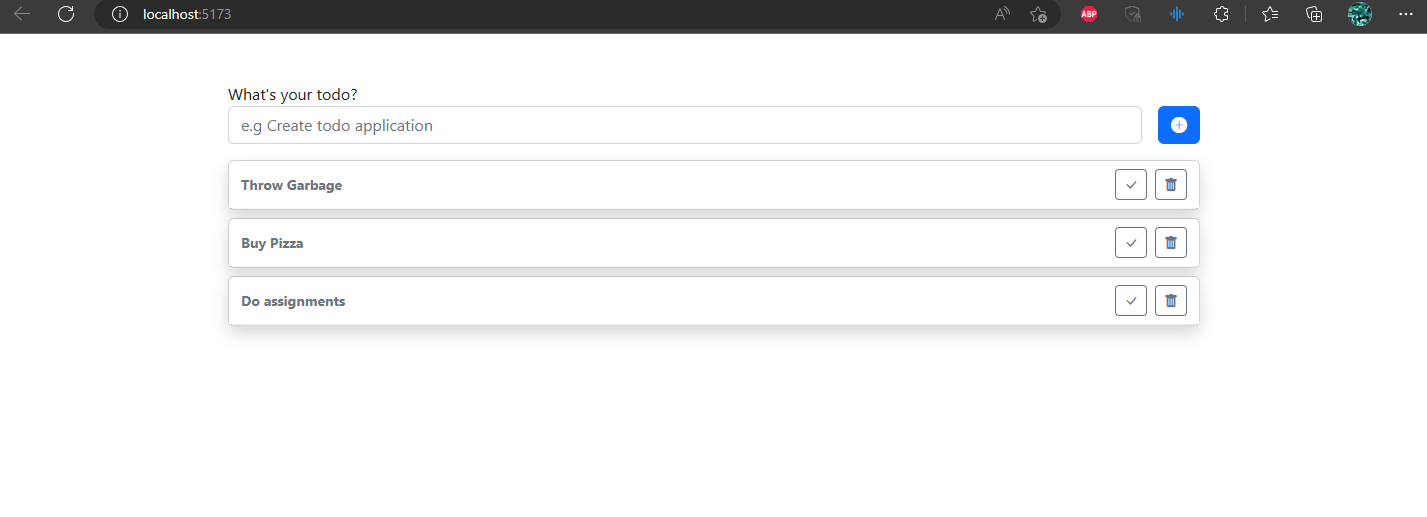 localhost:5173
ABP
What's your todo?
e.g Create todo application
Throw Garbage
Buy Pizza
Do assignments